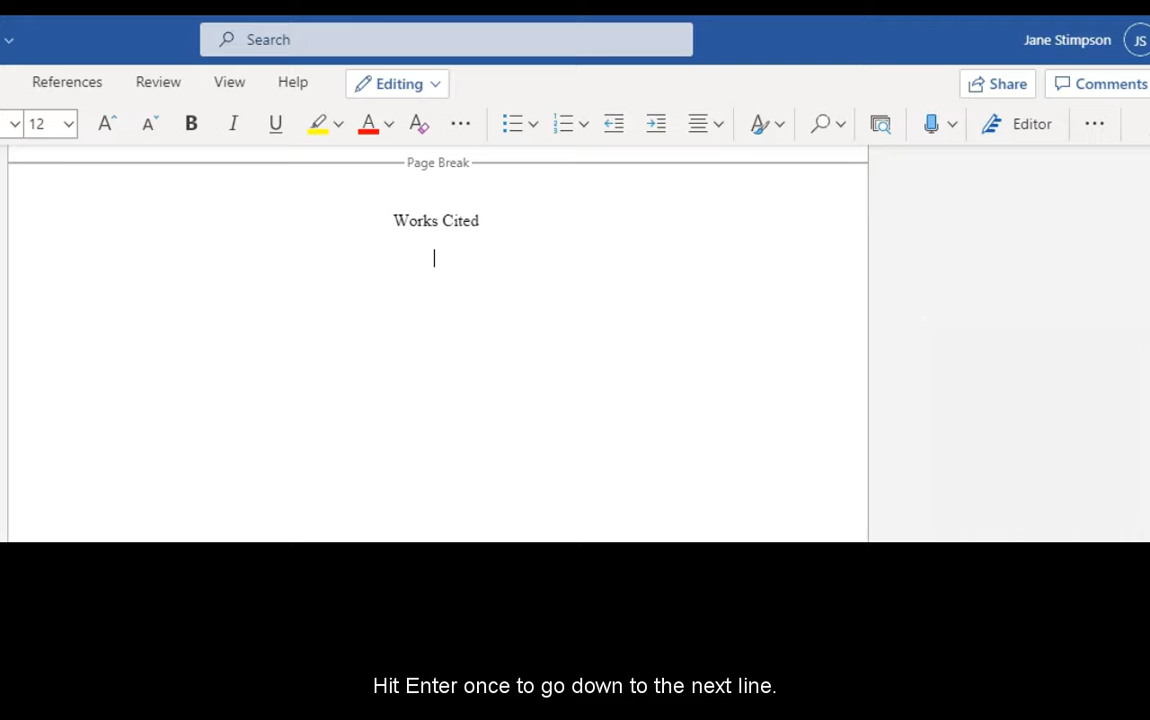 Search
Jane Stimpson JS
References Review View Help Editing Share Comments
12 A A B I U A A Editor
Page Break
Works Cited
Hit Enter once to go down to the next line.